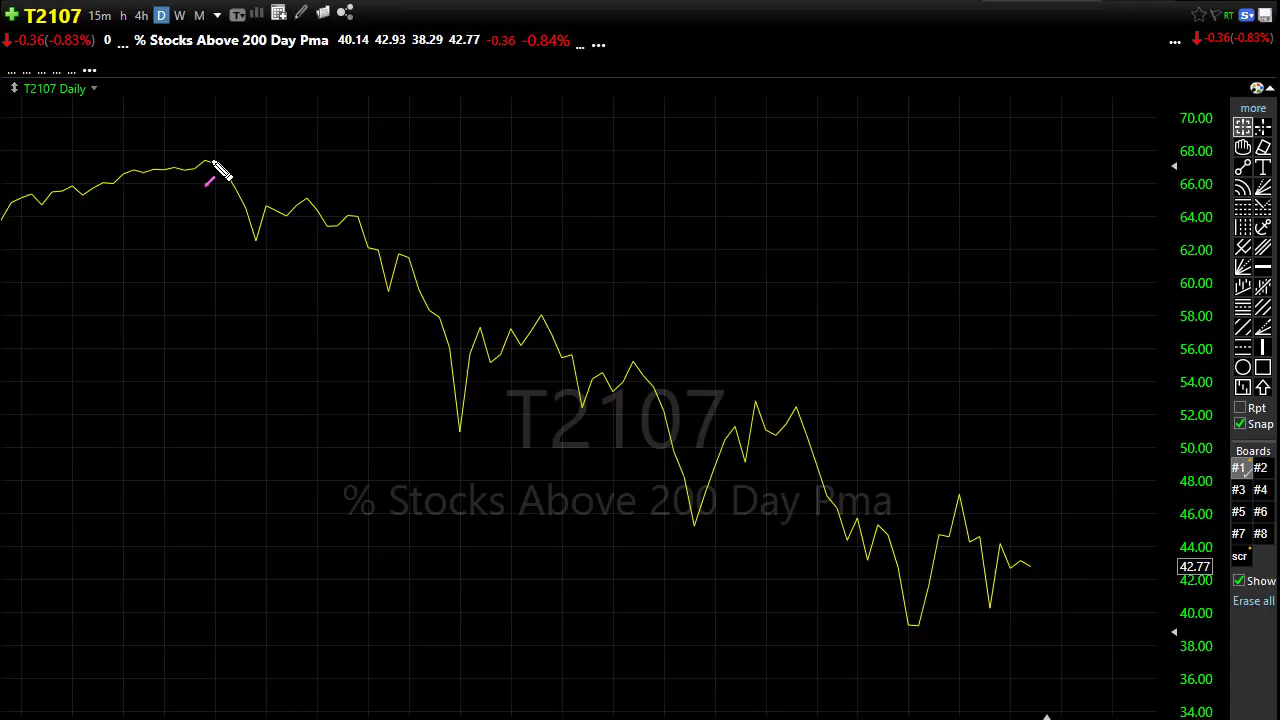 T2107 15m h 4h D W M
RT S
-0.36(-0.83%) 0 ... % Stocks Above 200 Day Pma 40.14 42.93 38.29 42.77 -0.36 -0.84% ... ...
... -0.36(-0.83%)
... ... ... ... ... ...
T2107 Daily
more
70.00
68.00
66.00
64.00
62.00
60.00
58.00
56.00
54.00
52.00
50.00
48.00
46.00
44.00
42.77
42.00
40.00
38.00
36.00
34.00
T2107
% Stocks Above 200 Day Pma
T
Rpt
Snap
Boards
#1 #2
#3 #4
#5 #6
#7 #8
scr
Show
Erase all